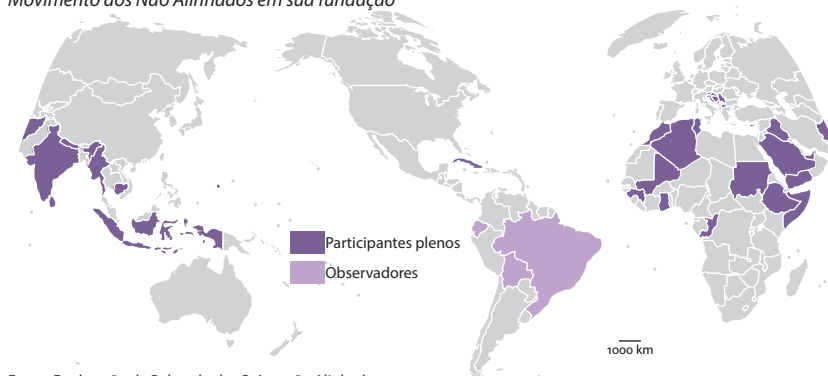 Movimento dos Não Alinhados em sua fundação
Participantes plenos
Observadores
1000 km